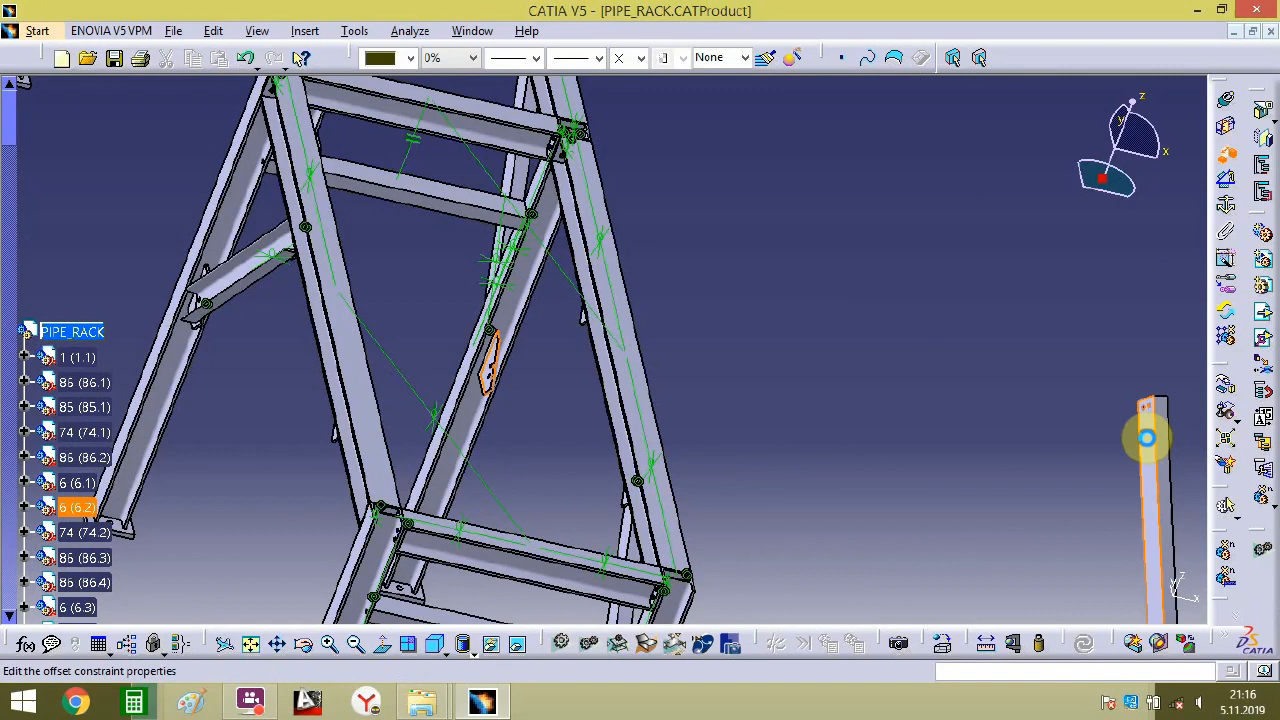 CATIA V5 - [PIPE_RACK.CATProduct]
Start ENOVIA V5 VPM File Edit View Insert Tools Analyze Window Help
0% None
z
y
x
PIPE_RACK
1 (1.1)
86 (86.1)
85 (85.1)
74 (74.1)
86 (86.2)
6 (6.1)
6 (6.2)
74 (74.2)
86 (86.3)
86 (86.4)
6 (6.3)
z
y
x
f(x)
CATIA
Edit the offset constraint properties
21:16
5.11.2019